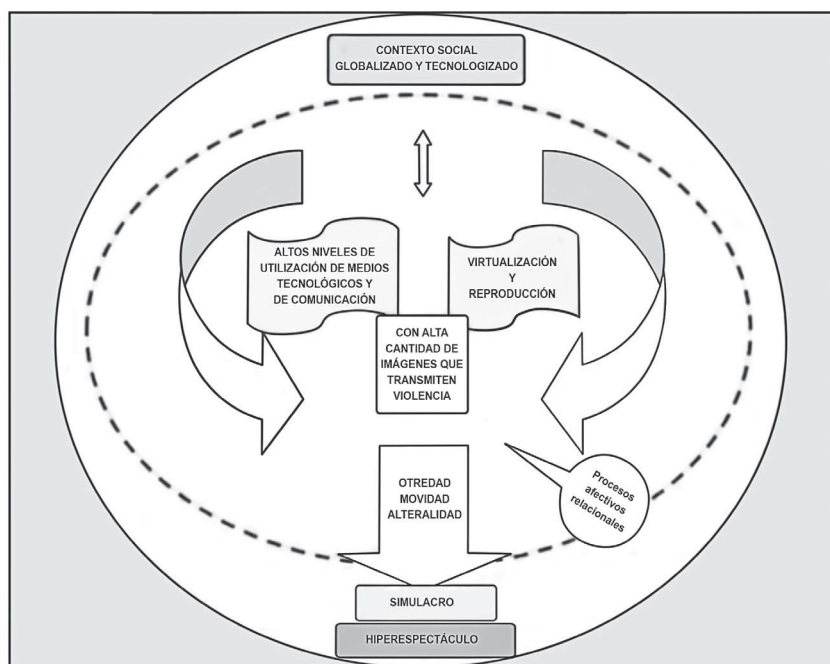 CONTEXTO SOCIAL
GLOBALIZADO Y TECNOLOGIZADO
ALTOS NIVELES DE
UTILIZACIÓN DE MEDIOS
TECNOLÓGICOS Y
DE COMUNICACIÓN
VIRTUALIZACIÓN
Y
REPRODUCCIÓN
CON ALTA
CANTIDAD DE
IMÁGENES QUE
TRANSMITEN
VIOLENCIA
OTREDAD
MOVIDAD
ALTERALIDAD
Procesos
afectivos
relacionales
SIMULACRO
HIPERESPECTÁCULO